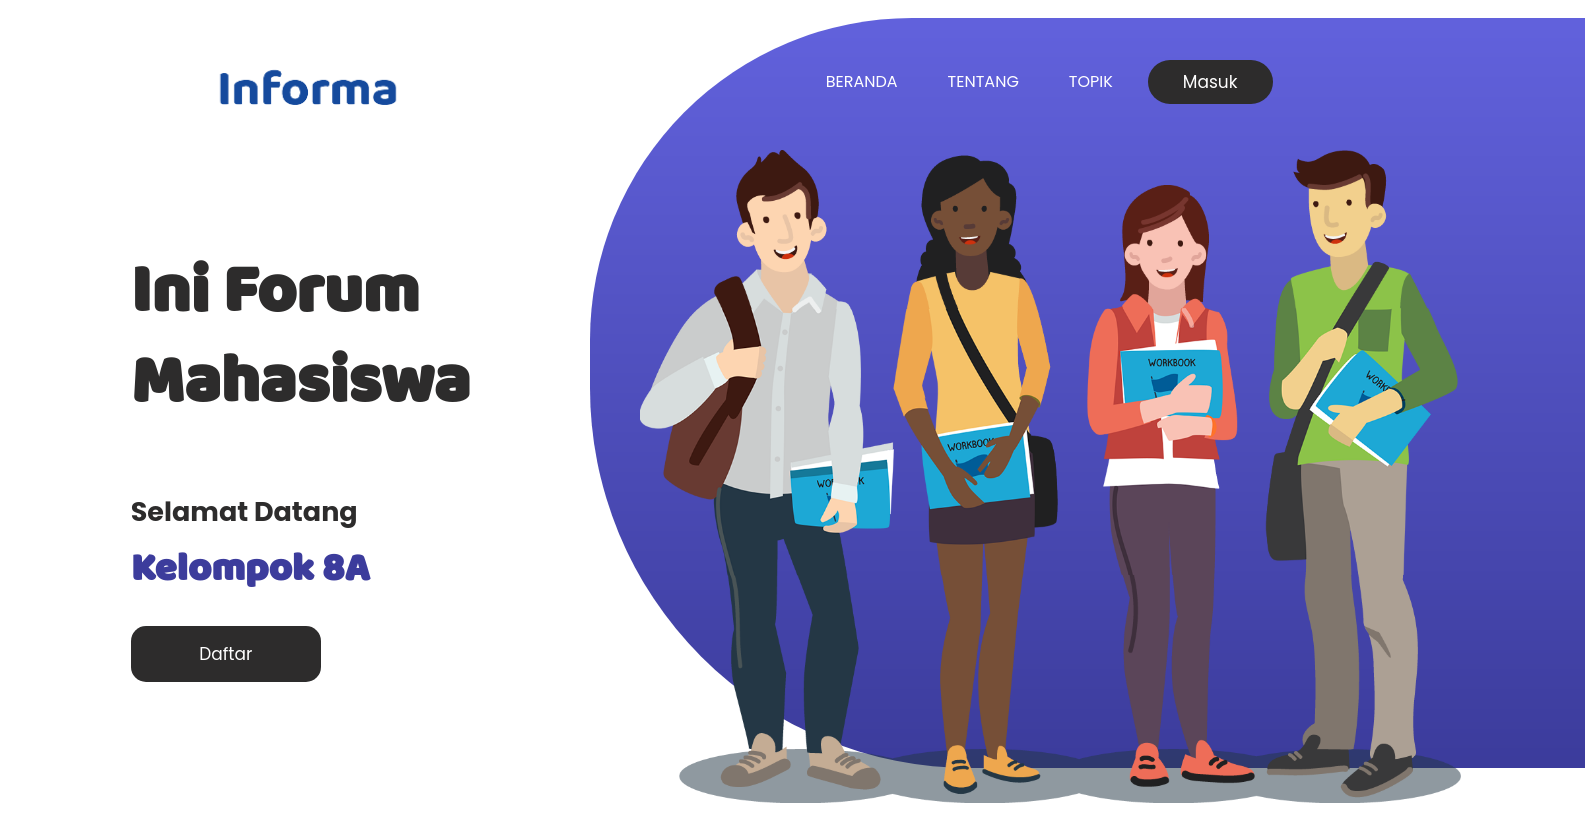 Informa
BERANDA TENTANG TOPIK Masuk
Ini Forum
Mahasiswa
Selamat Datang
Kelompok 8A
Daftar
WORKBOOK
WORKBOOK